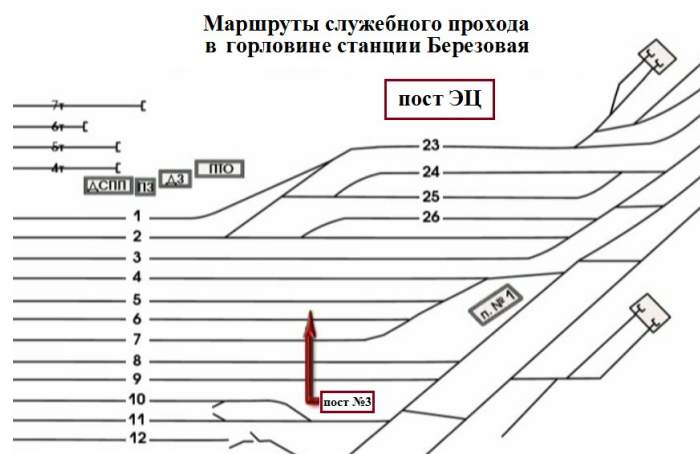 Маршруты служебного прохода
в горловине станции Березовая
пост ЭЦ
7т
6т
5т
4т
ДСПП
ПЗ
ДЗ
ПТО
23
24
25
26
1
2
3
4
5
6
7
8
9
10
11
12
п. № 1
пост №3